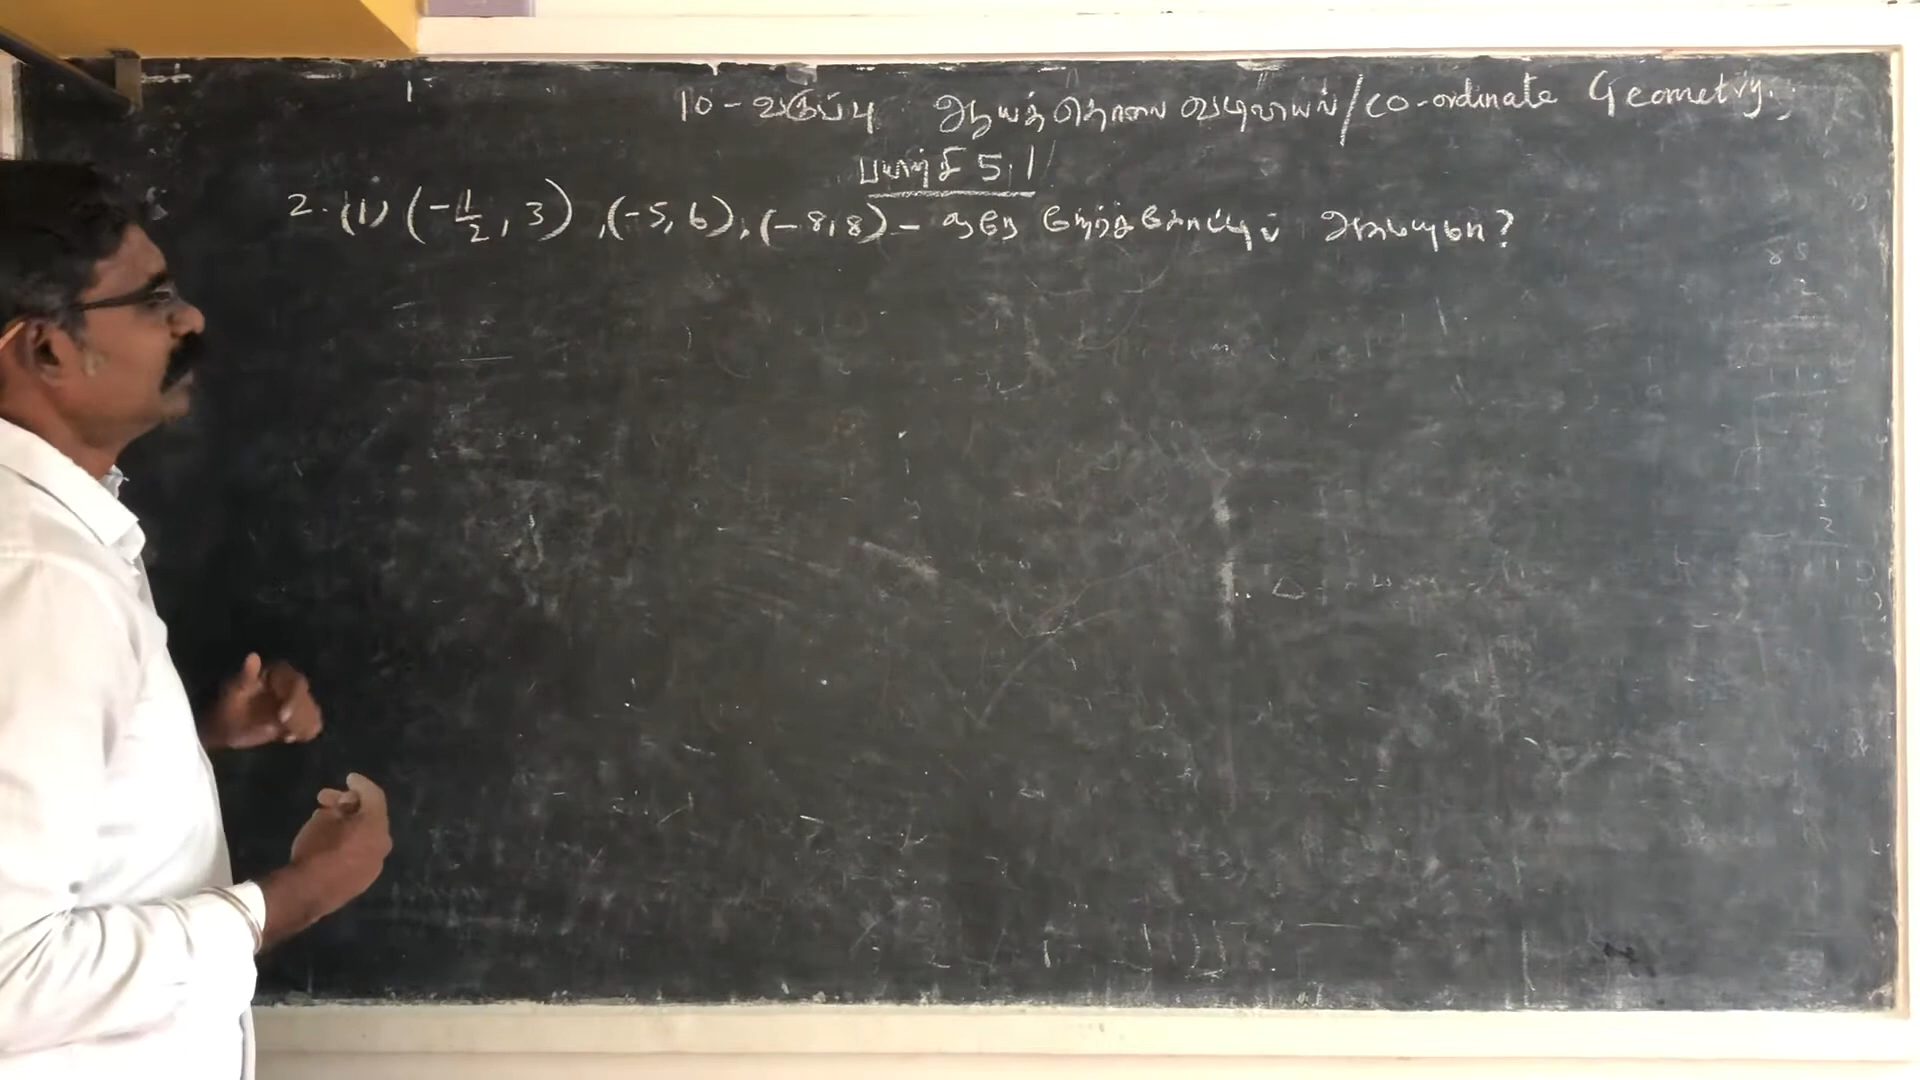 10 - வகுப்பு ஆயத்தொலை வடிவியல்/co-ordinate Geometry.
பயிற்சி 5.1
2. (1) (-1/2, 3), (-5, 6), (-8, 8) - ஒரே நேர்க்கோட்டில் அமையுமா?